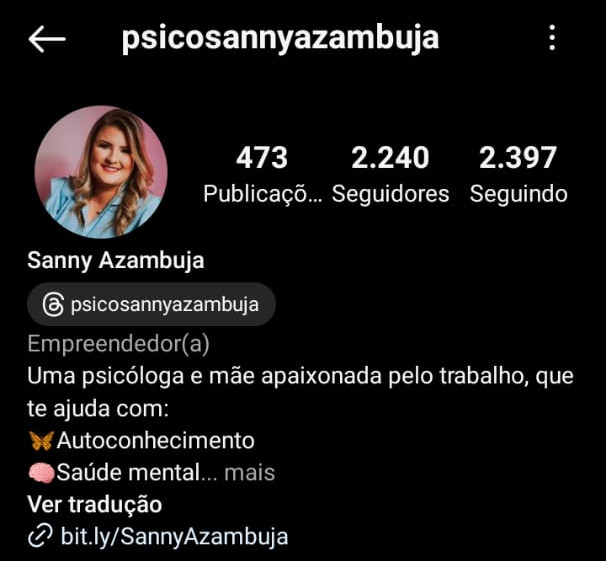 psicosannyazambuja
473 2.240 2.397
Publicaçõ... Seguidores Seguindo
Sanny Azambuja
psicosannyazambuja
Empreendedor(a)
Uma psicóloga e mãe apaixonada pelo trabalho, que
te ajuda com:
🦋Autoconhecimento
🧠Saúde mental... mais
Ver tradução
bit.ly/SannyAzambuja